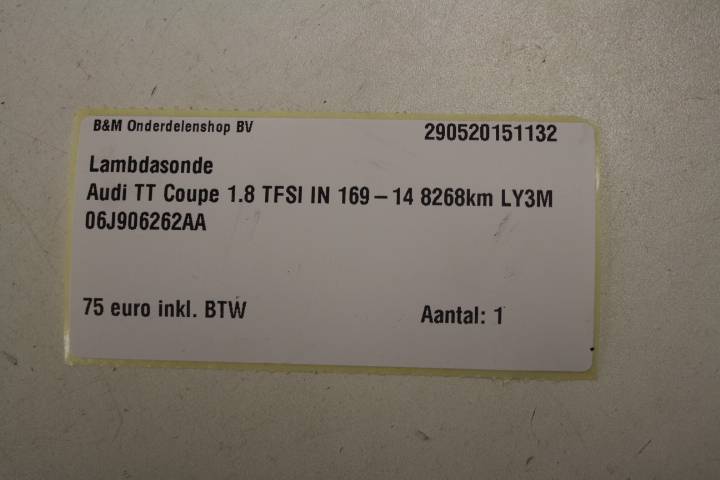 B&M Onderdelenshop BV 290520151132
Lambdasonde
Audi TT Coupe 1.8 TFSI IN 169-14 8268km LY3M
06J906262AA
75 euro inkl. BTW Aantal: 1